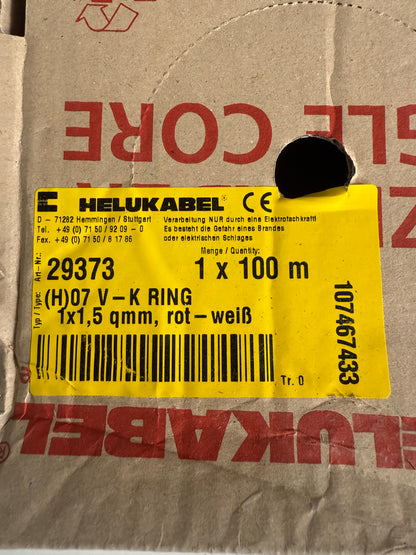 GLE CORE
HELUKABEL® CE
D – 71282 Hemmingen / Stuttgart
Tel. +49 (0) 71 50 / 92 09 – 0
Fax. +49 (0) 71 50 / 8 17 86
Verarbeitung NUR durch eine Elektrofachkraft!
Es besteht die Gefahr eines Brandes
oder elektrischen Schlages
Menge / Quantity:
Art-Nr.: 29373 1 x 100 m
Typ / Type: (H)07 V – K RING
1x1,5 qmm, rot – weiß
Tr. 0
107467433
LUKABEL®